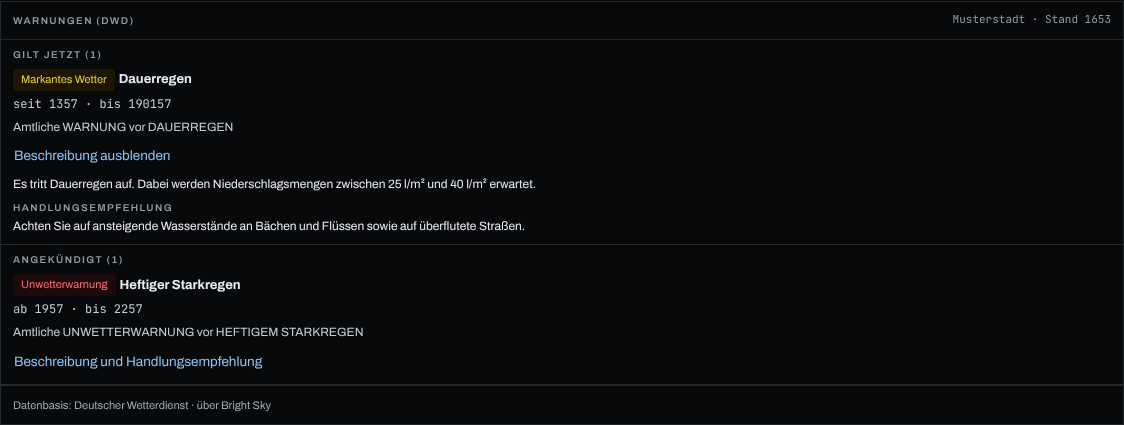 WARNUNGEN (DWD)
Musterstadt · Stand 1653
GILT JETZT (1)
Markantes Wetter Dauerregen
seit 1357 · bis 190157
Amtliche WARNUNG vor DAUERREGEN
Beschreibung ausblenden
Es tritt Dauerregen auf. Dabei werden Niederschlagsmengen zwischen 25 l/m² und 40 l/m² erwartet.
HANDLUNGSEMPFEHLUNG
Achten Sie auf ansteigende Wasserstände an Bächen und Flüssen sowie auf überflutete Straßen.
ANGEKÜNDIGT (1)
Unwetterwarnung Heftiger Starkregen
ab 1957 · bis 2257
Amtliche UNWETTERWARNUNG vor HEFTIGEM STARKREGEN
Beschreibung und Handlungsempfehlung
Datenbasis: Deutscher Wetterdienst · über Bright Sky